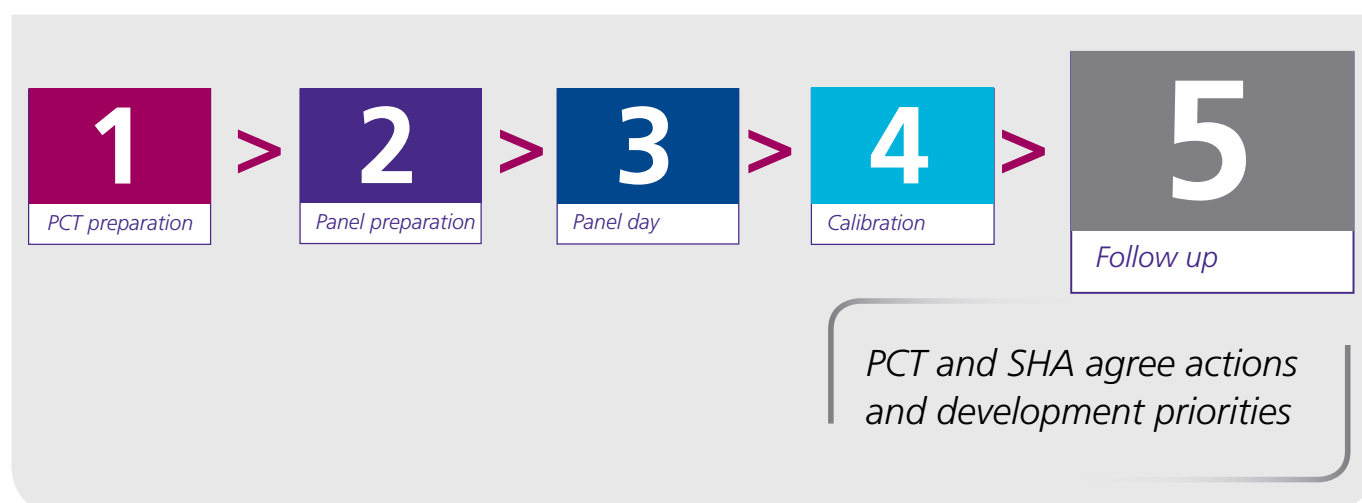 1 > 2 > 3 > 4 > 5
PCT preparation
Panel preparation
Panel day
Calibration
Follow up
PCT and SHA agree actions
and development priorities